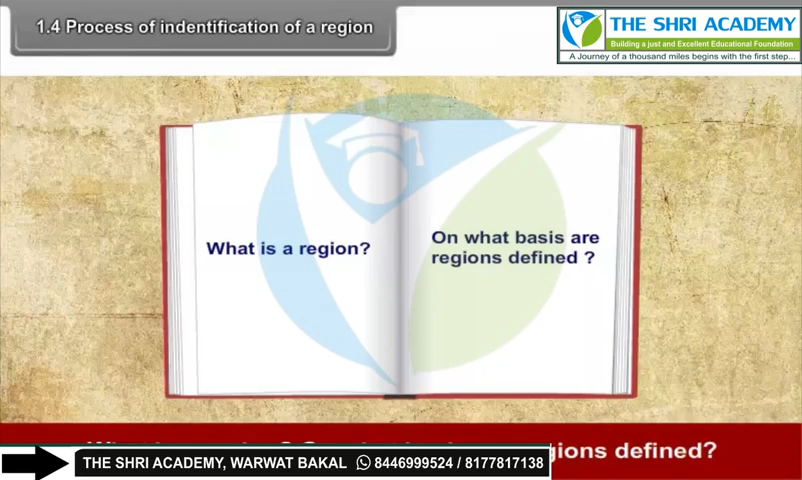 1.4 Process of indentification of a region
THE SHRI ACADEMY
Building a just and Excellent Educational Foundation
A Journey of a thousand miles begins with the first step...
What is a region?
On what basis are
regions defined ?
regions defined?
THE SHRI ACADEMY, WARWAT BAKAL 8446999524 / 8177817138